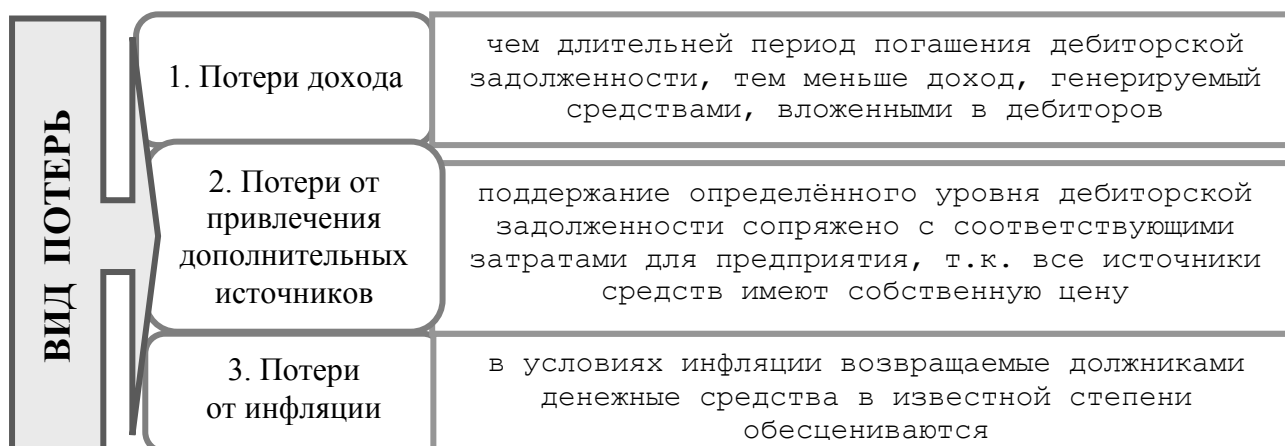 ВИД ПОТЕРЬ
1. Потери дохода
чем длительней период погашения дебиторской
задолженности, тем меньше доход, генерируемый
средствами, вложенными в дебиторов
2. Потери от
привлечения
дополнительных
источников
поддержание определённого уровня дебиторской
задолженности сопряжено с соответствующими
затратами для предприятия, т.к. все источники
средств имеют собственную цену
3. Потери
от инфляции
в условиях инфляции возвращаемые должниками
денежные средства в известной степени
обесцениваются